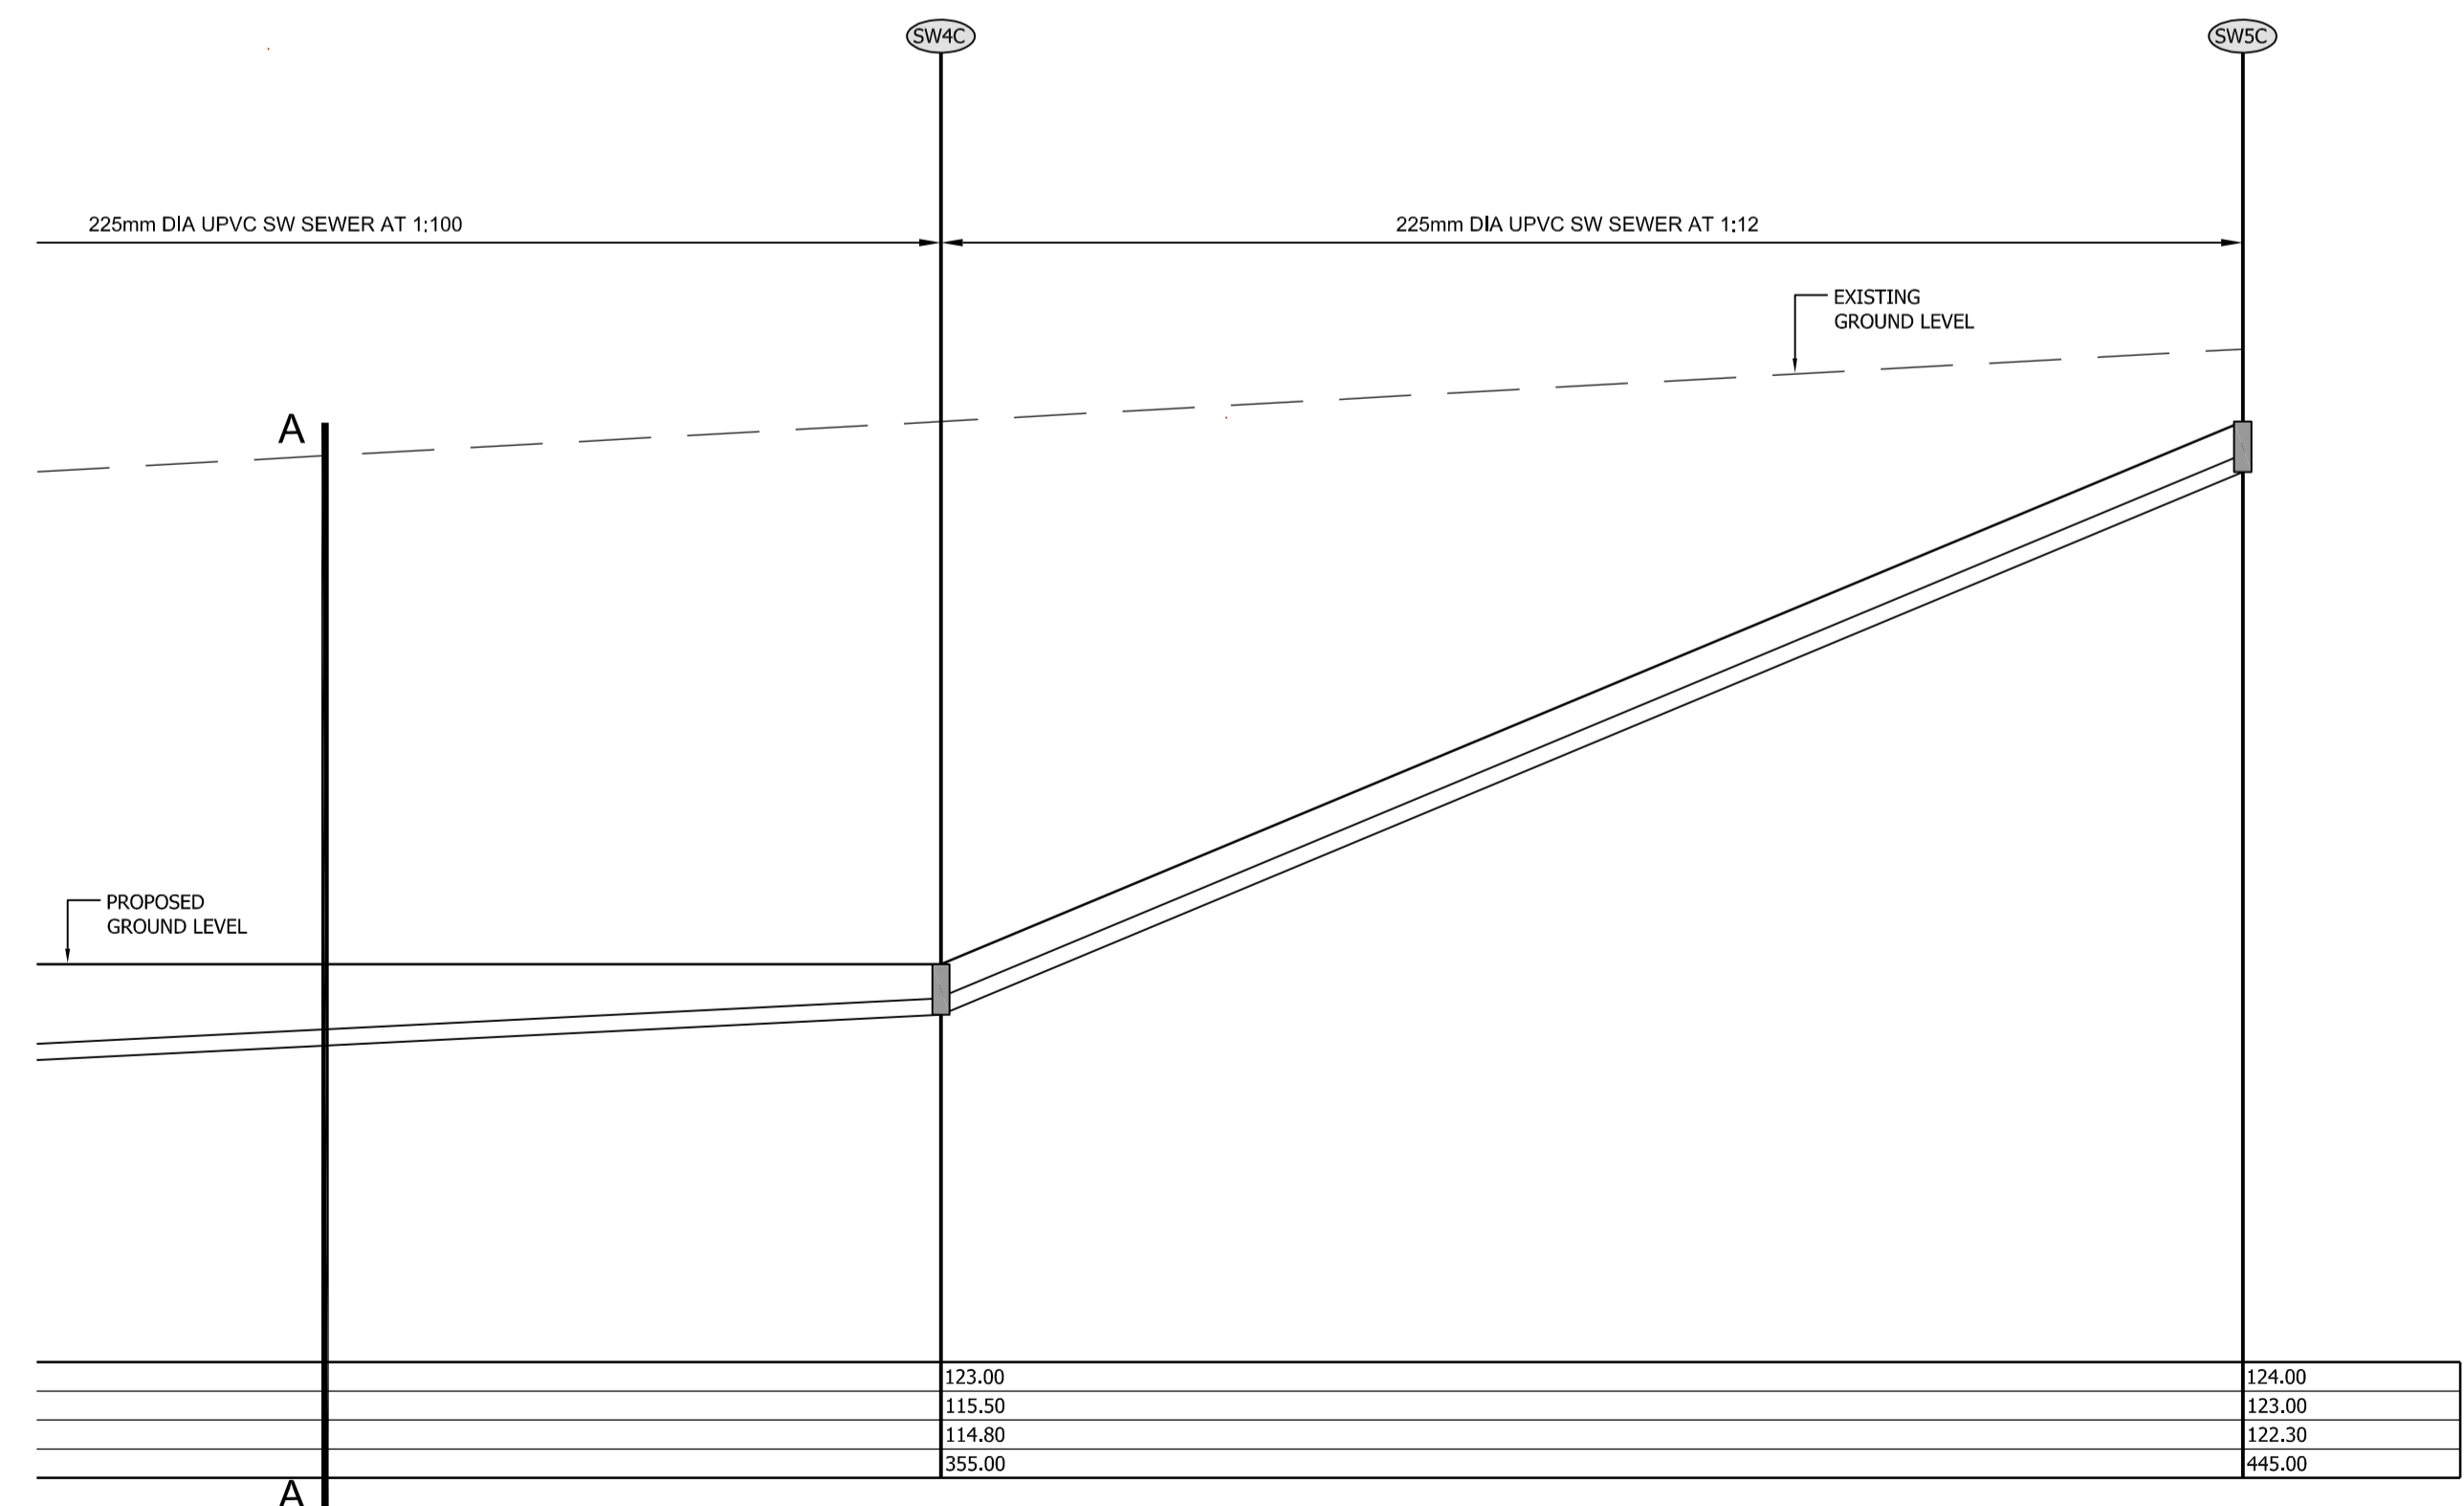 SW4C
SW5C
225mm DIA UPVC SW SEWER AT 1:100
225mm DIA UPVC SW SEWER AT 1:12
EXISTING
GROUND LEVEL
A
PROPOSED
GROUND LEVEL
123.00
124.00
115.50
123.00
114.80
122.30
355.00
445.00
A